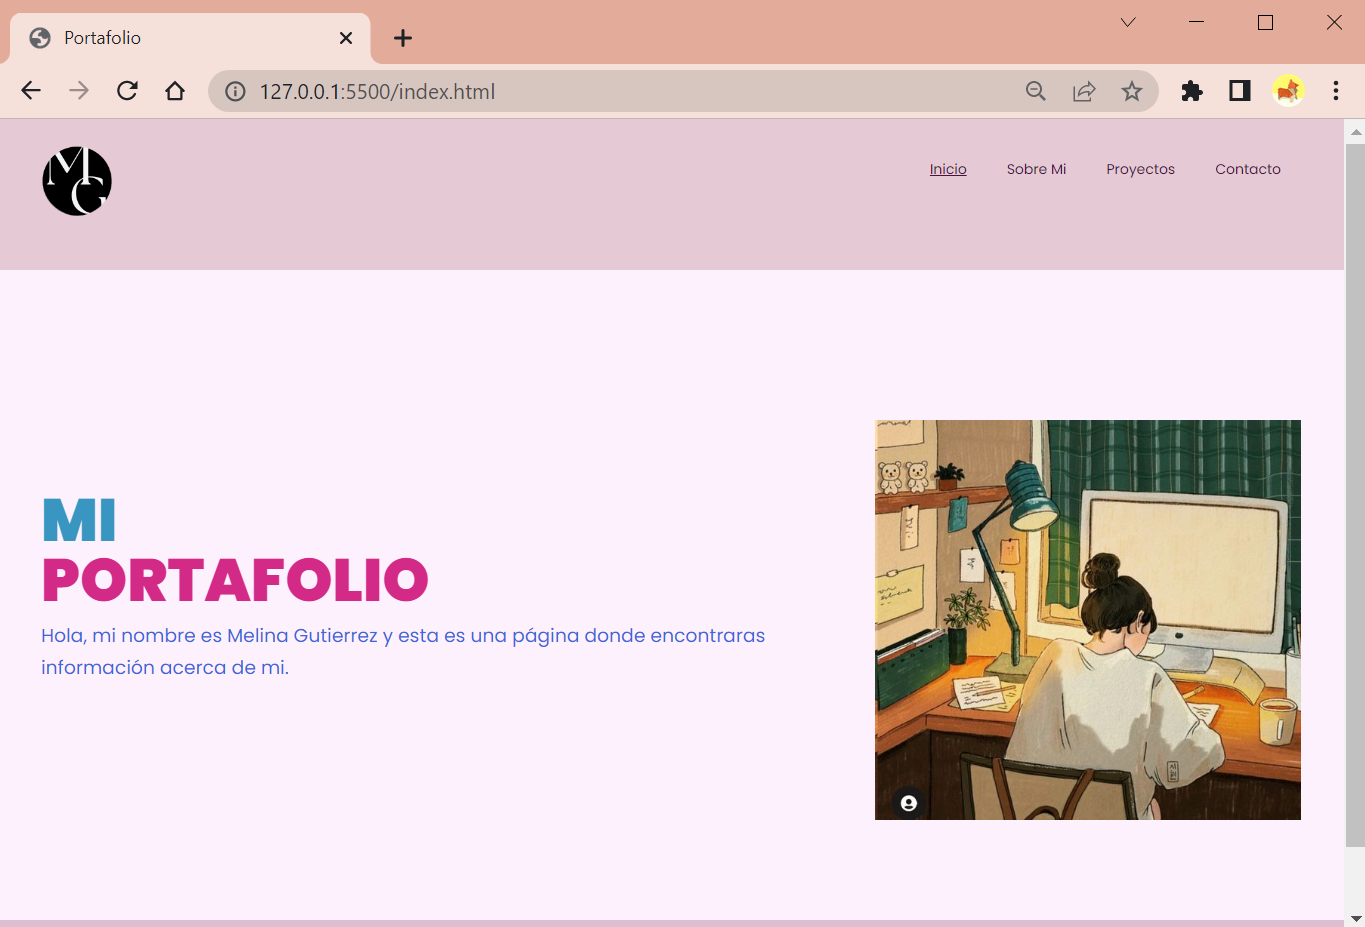 Portafolio
127.0.0.1:5500/index.html
MG
Inicio Sobre Mi Proyectos Contacto
MI
PORTAFOLIO
Hola, mi nombre es Melina Gutierrez y esta es una página donde encontraras
información acerca de mi.